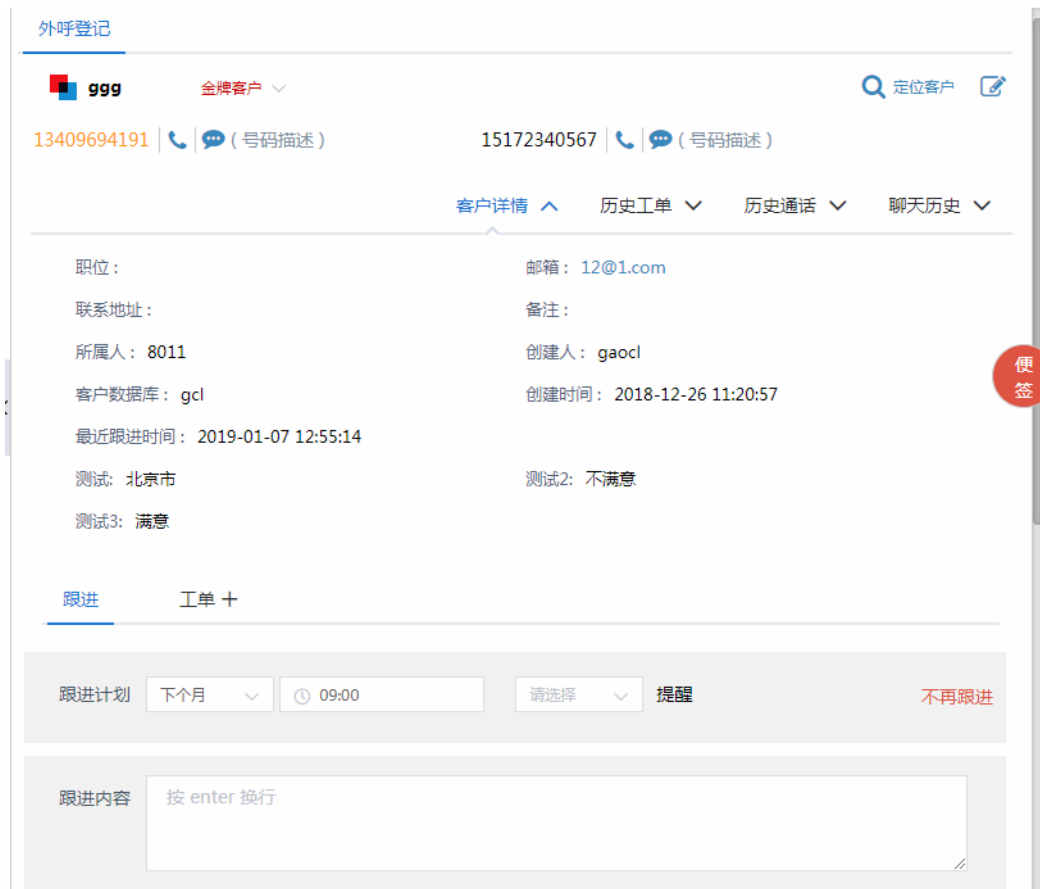 外呼登记
ggg 金牌客户 定位客户
13409694191 (号码描述) 15172340567 (号码描述)
客户详情 历史工单 历史通话 聊天历史
职位: 邮箱: 12@1.com
联系地址: 备注:
所属人: 8011 创建人: gaocl
客户数据库: gcl 创建时间: 2018-12-26 11:20:57
最近跟进时间: 2019-01-07 12:55:14
测试: 北京市 测试2: 不满意
测试3: 满意
便签
跟进 工单 +
跟进计划 下个月 09:00 请选择 提醒 不再跟进
跟进内容 按 enter 换行